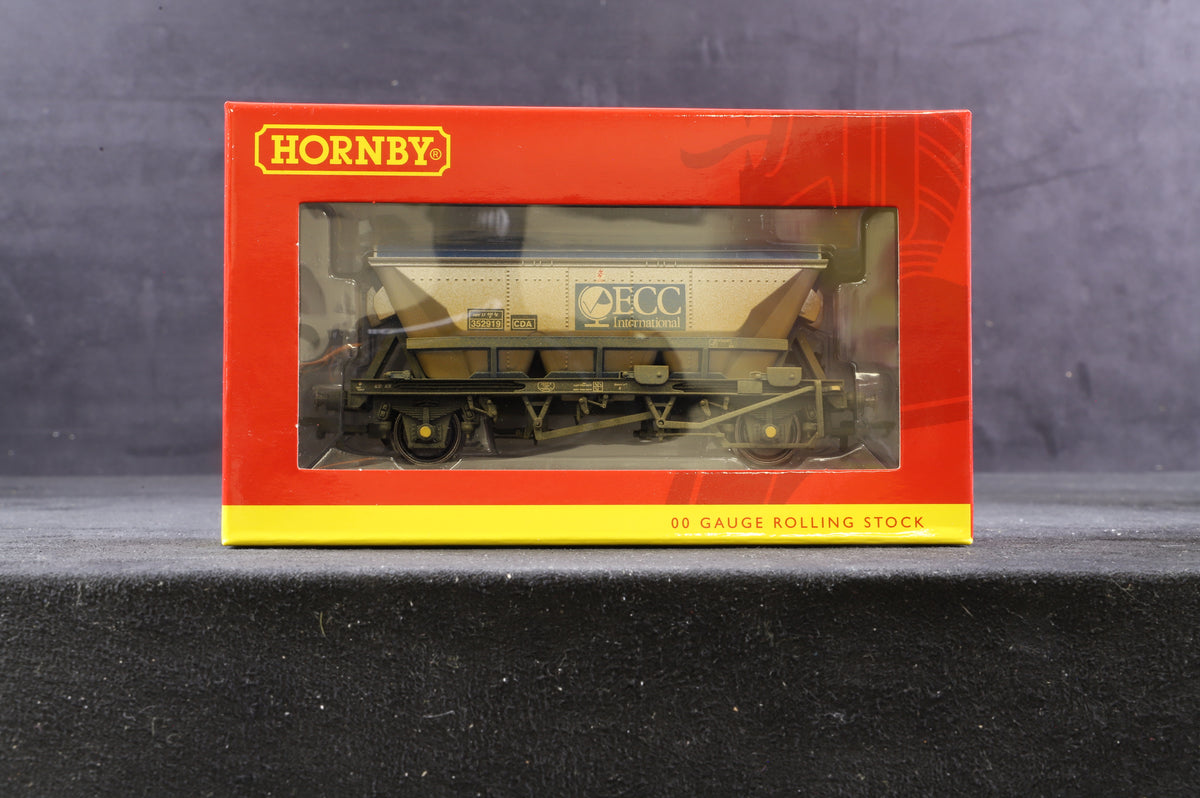 HORNBY®
ECC
International
352919 CDA
00 GAUGE ROLLING STOCK